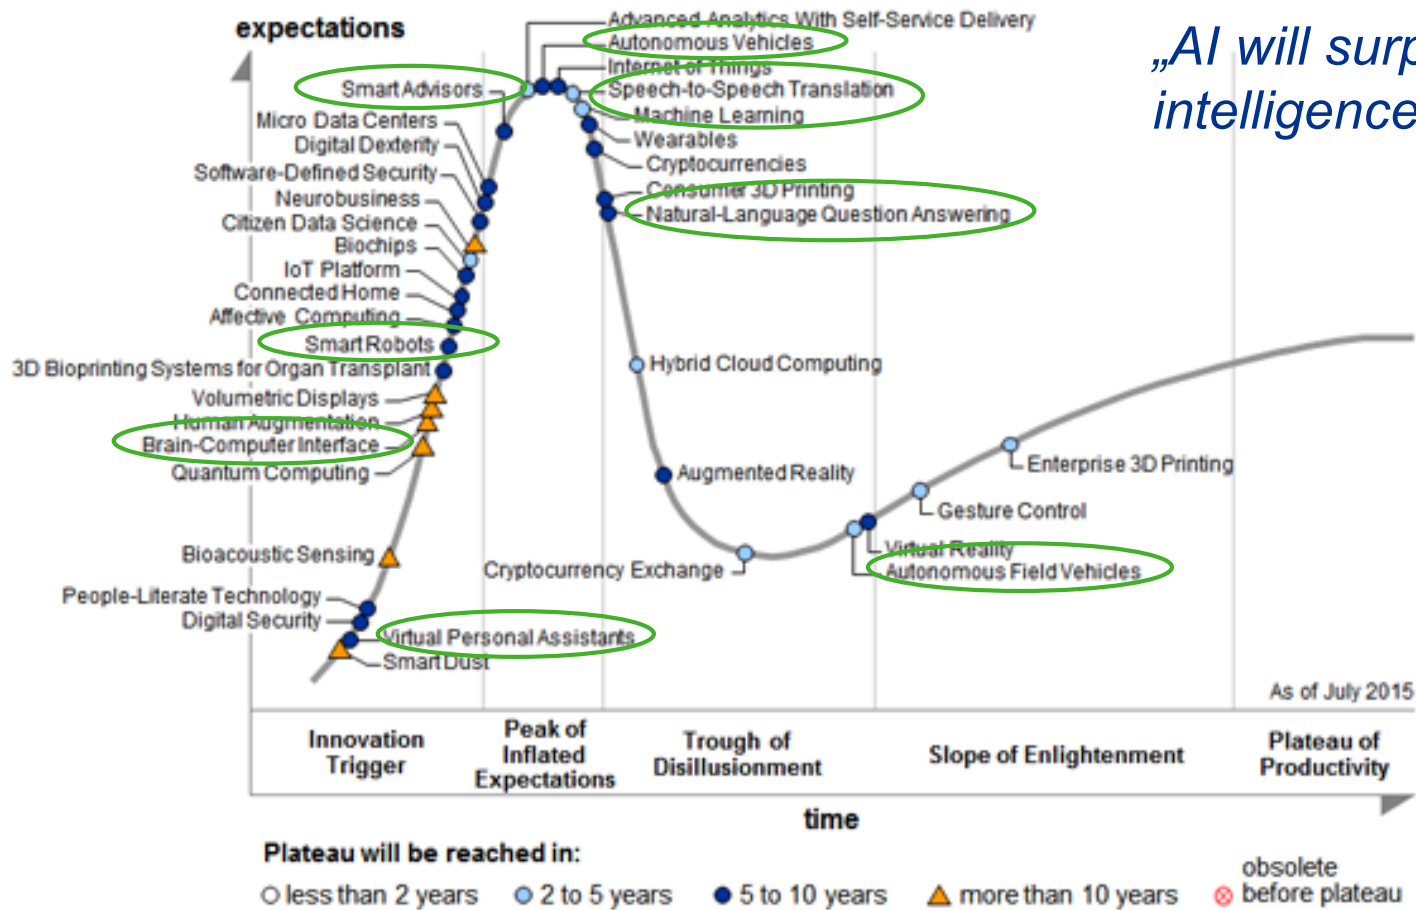 expectations
„AI will surp
intelligence
Advanced Analytics With Self-Service Delivery
Autonomous Vehicles
Internet of Things
Smart Advisors
Speech-to-Speech Translation
Machine Learning
Micro Data Centers
Wearables
Digital Dexterity
Cryptocurrencies
Software-Defined Security
Consumer 3D Printing
Neurobusiness
Natural-Language Question Answering
Citizen Data Science
Biochips
IoT Platform
Connected Home
Affective Computing
Smart Robots
3D Bioprinting Systems for Organ Transplant
Hybrid Cloud Computing
Volumetric Displays
Human Augmentation
Brain-Computer Interface
Quantum Computing
Augmented Reality
Enterprise 3D Printing
Gesture Control
Virtual Reality
Bioacoustic Sensing
Cryptocurrency Exchange
Autonomous Field Vehicles
People-Literate Technology
Digital Security
Virtual Personal Assistants
Smart Dust
As of July 2015
Innovation
Trigger
Peak of
Inflated
Expectations
Trough of
Disillusionment
Slope of Enlightenment
Plateau of
Productivity
time
Plateau will be reached in:
less than 2 years
2 to 5 years
5 to 10 years
more than 10 years
obsolete
before plateau